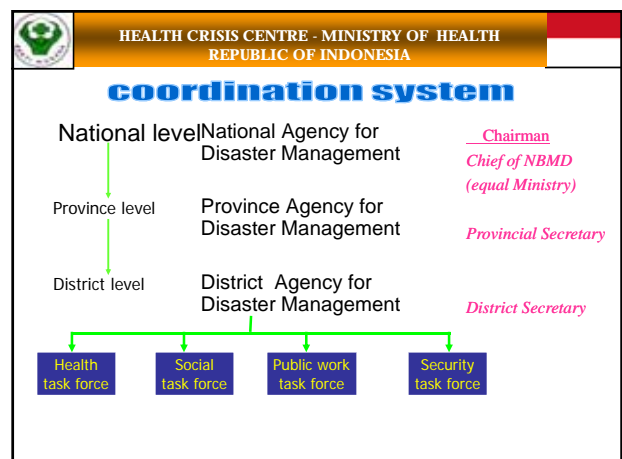 HEALTH CRISIS CENTRE - MINISTRY OF HEALTH
REPUBLIC OF INDONESIA
coordination system
National level
National Agency for
Disaster Management
Chairman
Chief of NBMD
(equal Ministry)
Province level
Province Agency for
Disaster Management
Provincial Secretary
District level
District Agency for
Disaster Management
District Secretary
Health
task force
Social
task force
Public work
task force
Security
task force